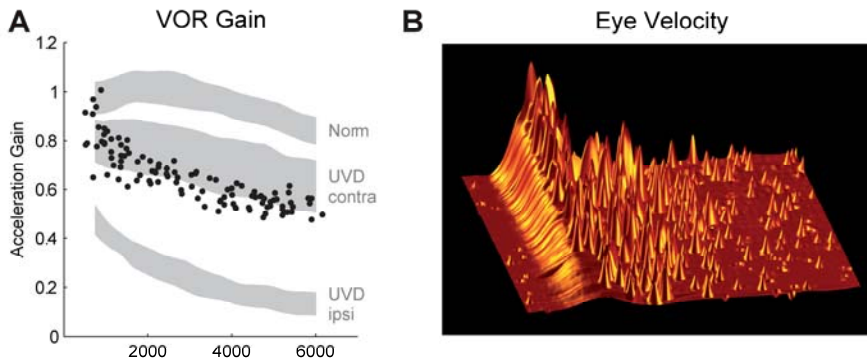 A
VOR Gain
Acceleration Gain
1.2
1
0.8
0.6
0.4
0.2
0
2000
4000
6000
Norm
UVD
contra
UVD
ipsi
B
Eye Velocity